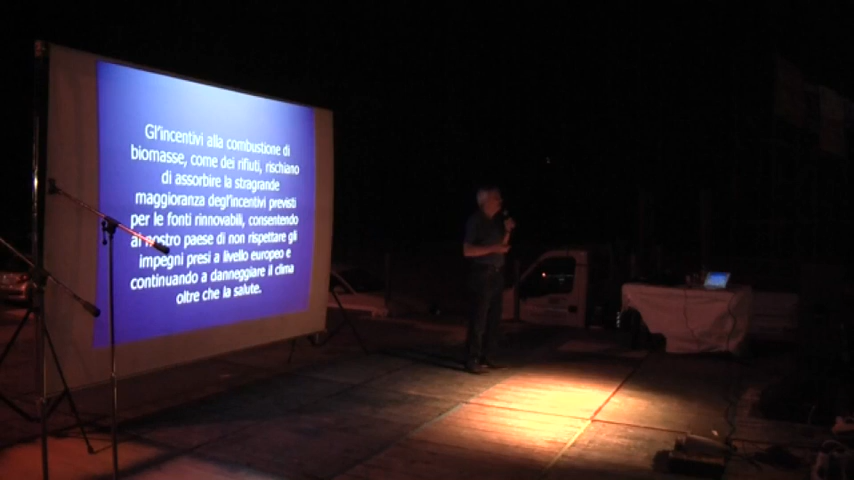 Gl'incentivi alla combustione di
biomasse, come dei rifiuti, rischiano
di assorbire la stragrande
maggioranza degl'incentivi previsti
per le fonti rinnovabili, consentendo
al nostro paese di non rispettare gli
impegni presi a livello europeo e
continuando a danneggiare il clima
oltre che la salute.